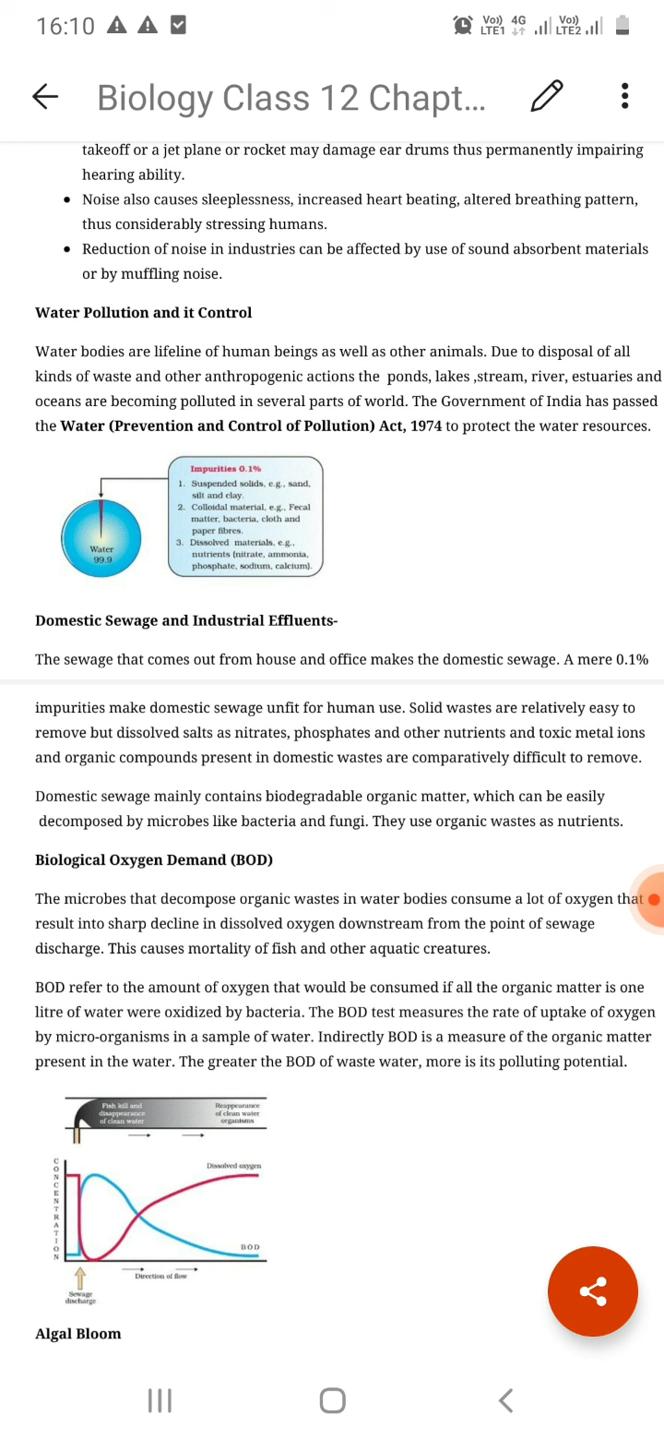 16:10
Vo)) 4G Vo))
LTE1 LTE2
Biology Class 12 Chapt...
takeoff or a jet plane or rocket may damage ear drums thus permanently impairing
hearing ability.
• Noise also causes sleeplessness, increased heart beating, altered breathing pattern,
thus considerably stressing humans.
• Reduction of noise in industries can be affected by use of sound absorbent materials
or by muffling noise.
Water Pollution and it Control
Water bodies are lifeline of human beings as well as other animals. Due to disposal of all
kinds of waste and other anthropogenic actions the ponds, lakes ,stream, river, estuaries and
oceans are becoming polluted in several parts of world. The Government of India has passed
the Water (Prevention and Control of Pollution) Act, 1974 to protect the water resources.
Impurities 0.1%
1. Suspended solids, e.g., sand,
silt and clay.
2. Colloidal material, e.g., Fecal
matter, bacteria, cloth and
paper fibres.
3. Dissolved materials, e.g.,
nutrients (nitrate, ammonia,
phosphate, sodium, calcium).
Water
99.9
Domestic Sewage and Industrial Effluents-
The sewage that comes out from house and office makes the domestic sewage. A mere 0.1%
impurities make domestic sewage unfit for human use. Solid wastes are relatively easy to
remove but dissolved salts as nitrates, phosphates and other nutrients and toxic metal ions
and organic compounds present in domestic wastes are comparatively difficult to remove.
Domestic sewage mainly contains biodegradable organic matter, which can be easily
decomposed by microbes like bacteria and fungi. They use organic wastes as nutrients.
Biological Oxygen Demand (BOD)
The microbes that decompose organic wastes in water bodies consume a lot of oxygen that
result into sharp decline in dissolved oxygen downstream from the point of sewage
discharge. This causes mortality of fish and other aquatic creatures.
BOD refer to the amount of oxygen that would be consumed if all the organic matter is one
litre of water were oxidized by bacteria. The BOD test measures the rate of uptake of oxygen
by micro-organisms in a sample of water. Indirectly BOD is a measure of the organic matter
present in the water. The greater the BOD of waste water, more is its polluting potential.
Fish kill and
disappearance
of clean water
Reappearance
of clean water
organisms
CONCENTRATION
Dissolved oxygen
BOD
Direction of flow
Sewage
discharge
Algal Bloom